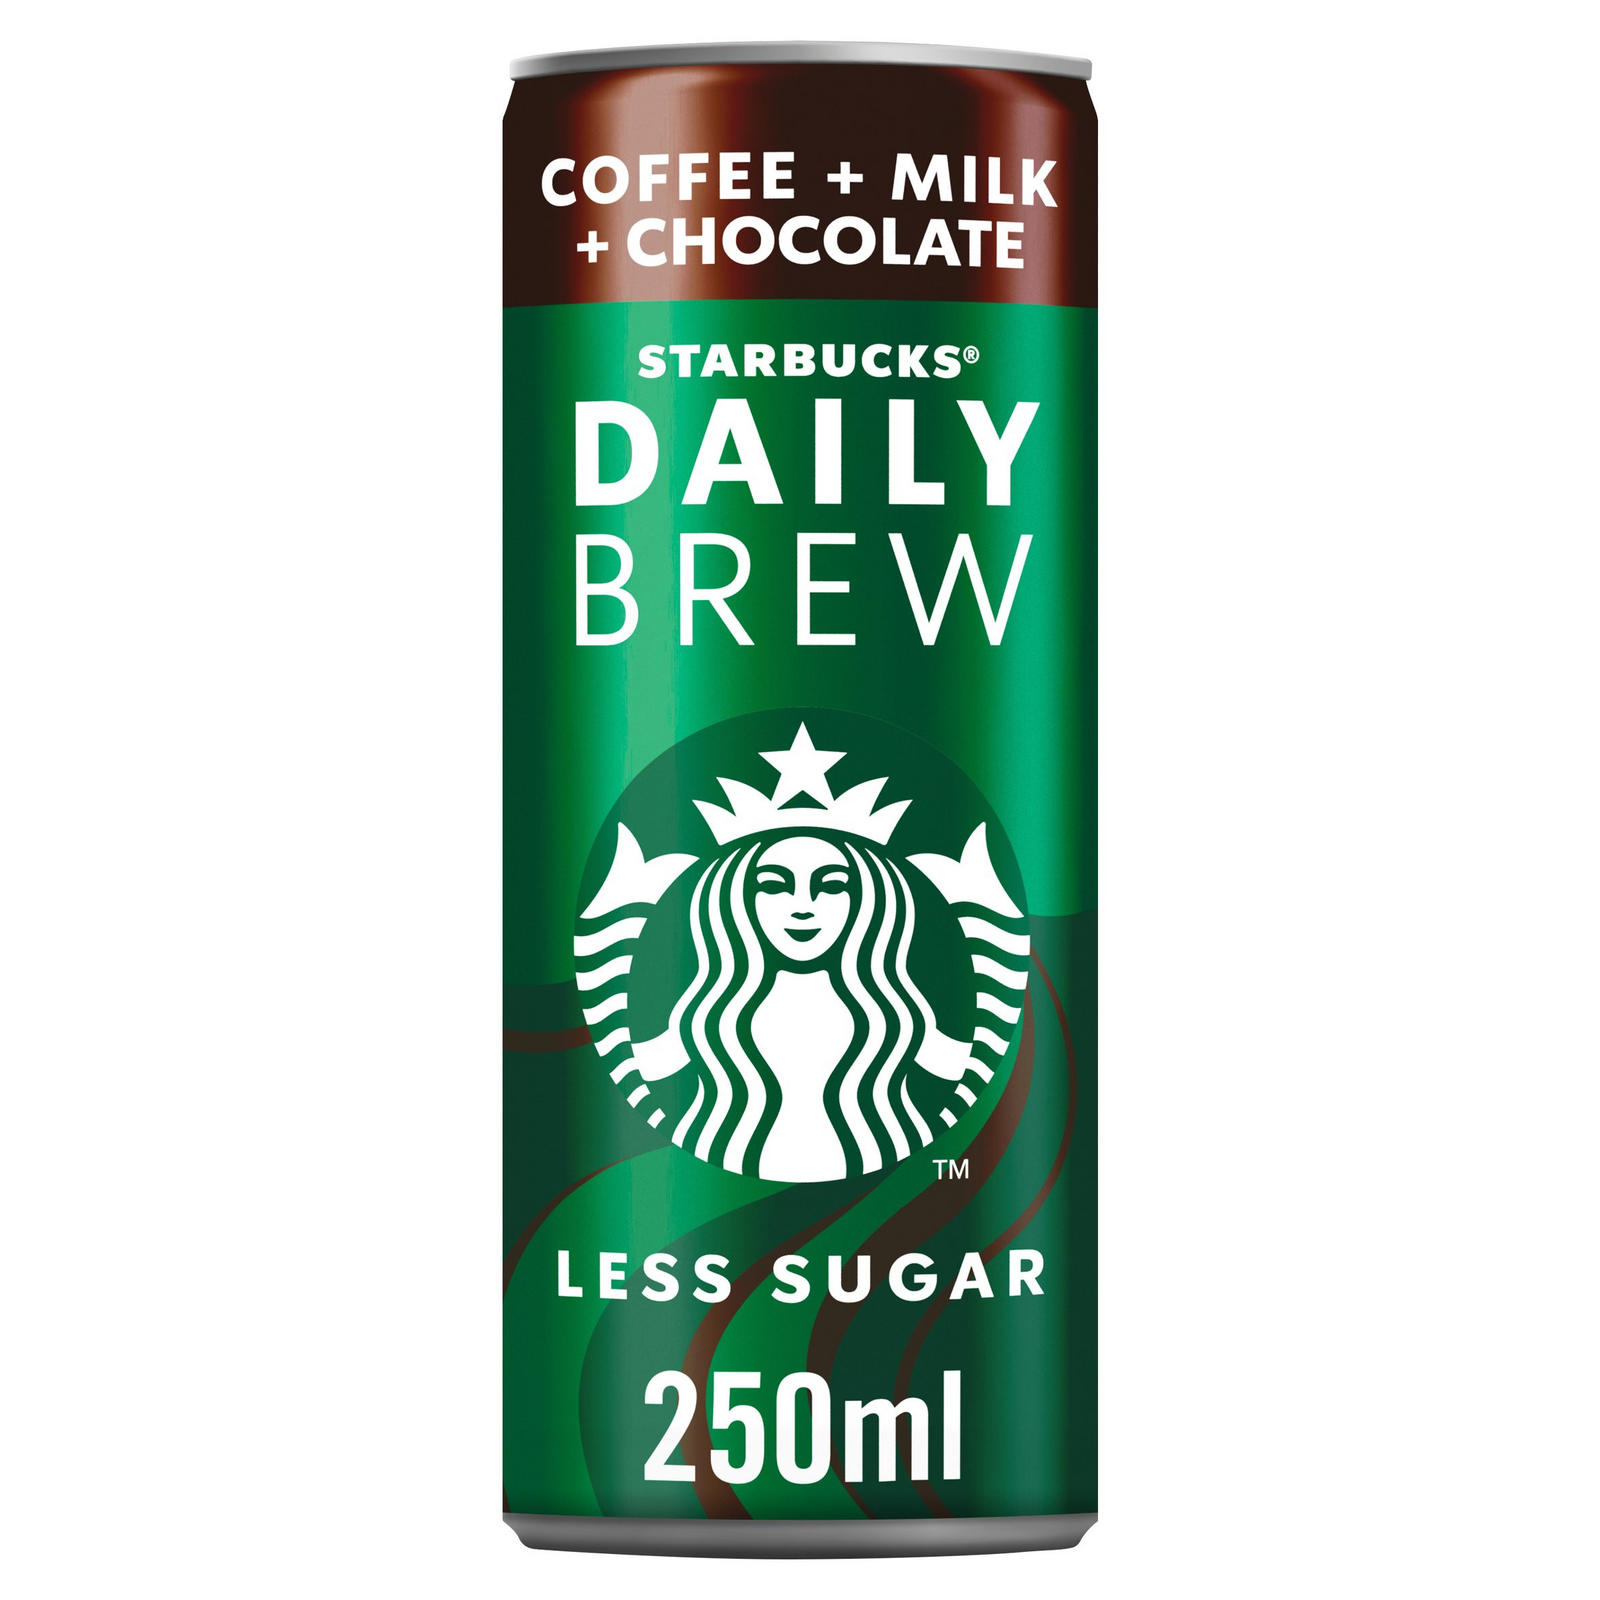 COFFEE + MILK
+ CHOCOLATE
STARBUCKS®
DAILY
BREW
TM
LESS SUGAR
250ml